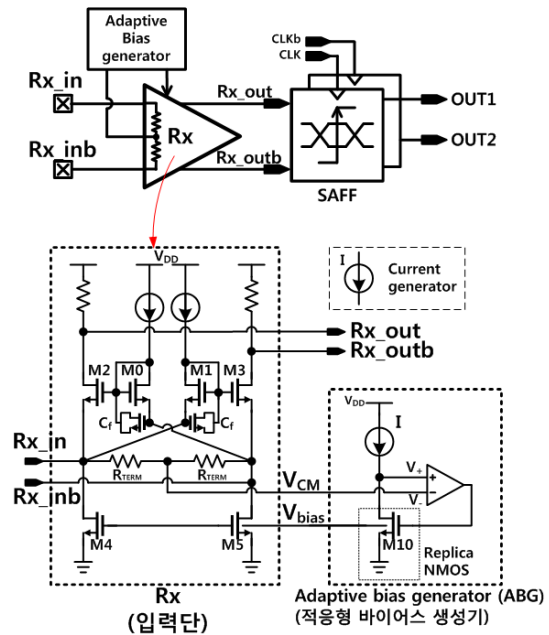 Adaptive
Bias
generator
CLKb
CLK
Rx_in
Rx_out
OUT1
Rx
Rx_inb
Rx_outb
OUT2
SAFF
VDD
I
Current
generator
Rx_out
Rx_outb
M2
M0
M1
M3
Cf
Cf
VDD
I
Rx_in
RTERM
RTERM
VCM
V+
+
V-
-
Rx_inb
Vbias
M4
M5
M10
Replica
NMOS
Rx
(입력단)
Adaptive bias generator (ABG)
(적응형 바이어스 생성기)